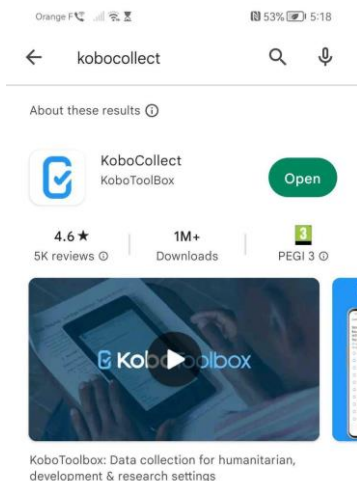 Orange F 53% 5:18
kobocollect
About these results
KoboCollect
KoboToolBox
Open
4.6★ 1M+ 3
5K reviews Downloads PEGI 3
KoboToolbox
KoboToolbox: Data collection for humanitarian,
development & research settings